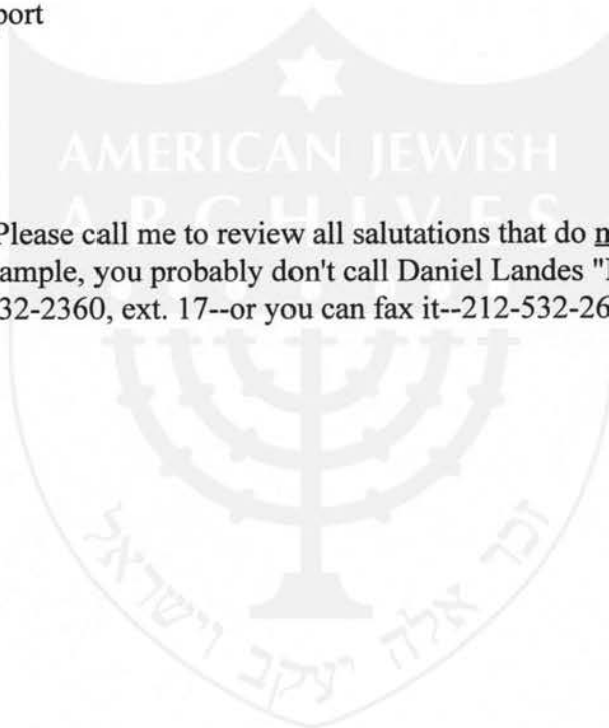 port
AMERICAN JEWISH
ARCHIVES
Please call me to review all salutations that do
ample, you probably don't call Daniel Landes
32-2360, ext. 17--or you can fax it--212-532-26
זכר אלה יעקב וישראל